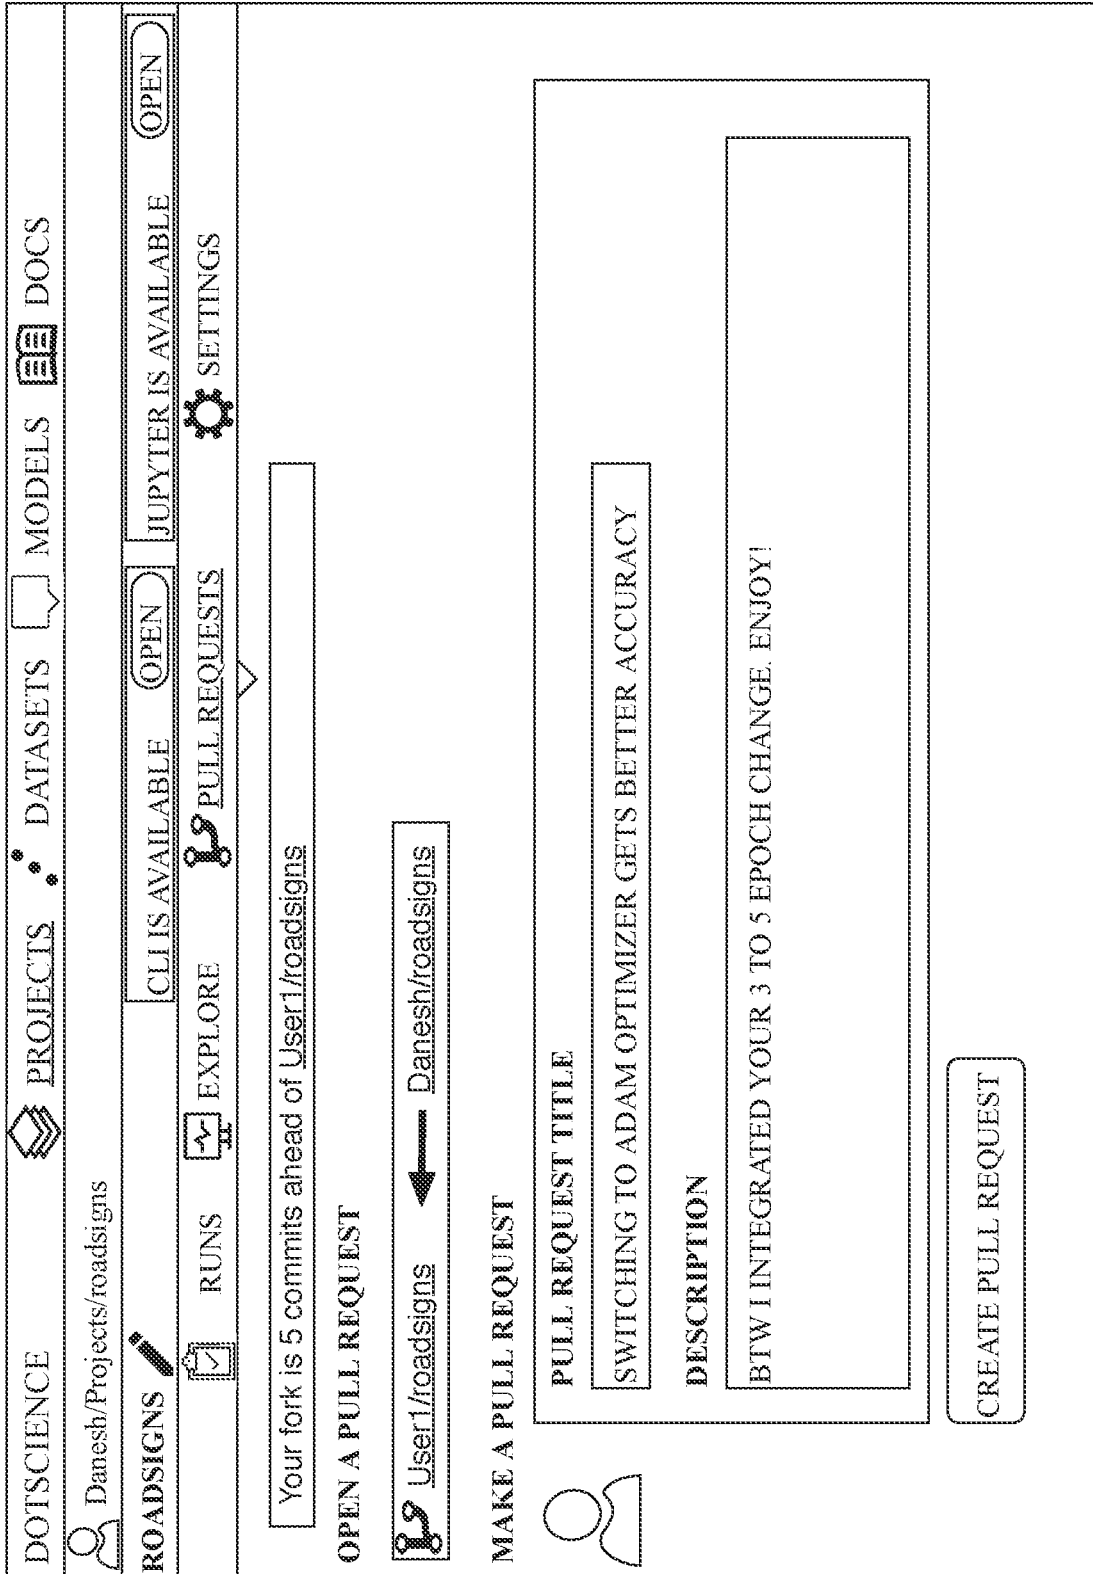 DOTSCIENCE PROJECTS DATASETS MODELS DOCS
Danesh/Projects/roadsigns
ROADSIGNS CLI IS AVAILABLE OPEN JUPYTER IS AVAILABLE OPEN
RUNS EXPLORE PULL REQUESTS SETTINGS
Your fork is 5 commits ahead of User1/roadsigns
OPEN A PULL REQUEST
User1/roadsigns Danesh/roadsigns
MAKE A PULL REQUEST
PULL REQUEST TITLE
SWITCHING TO ADAM OPTIMIZER GETS BETTER ACCURACY
DESCRIPTION
BTW I INTEGRATED YOUR 3 TO 5 EPOCH CHANGE. ENJOY!
CREATE PULL REQUEST